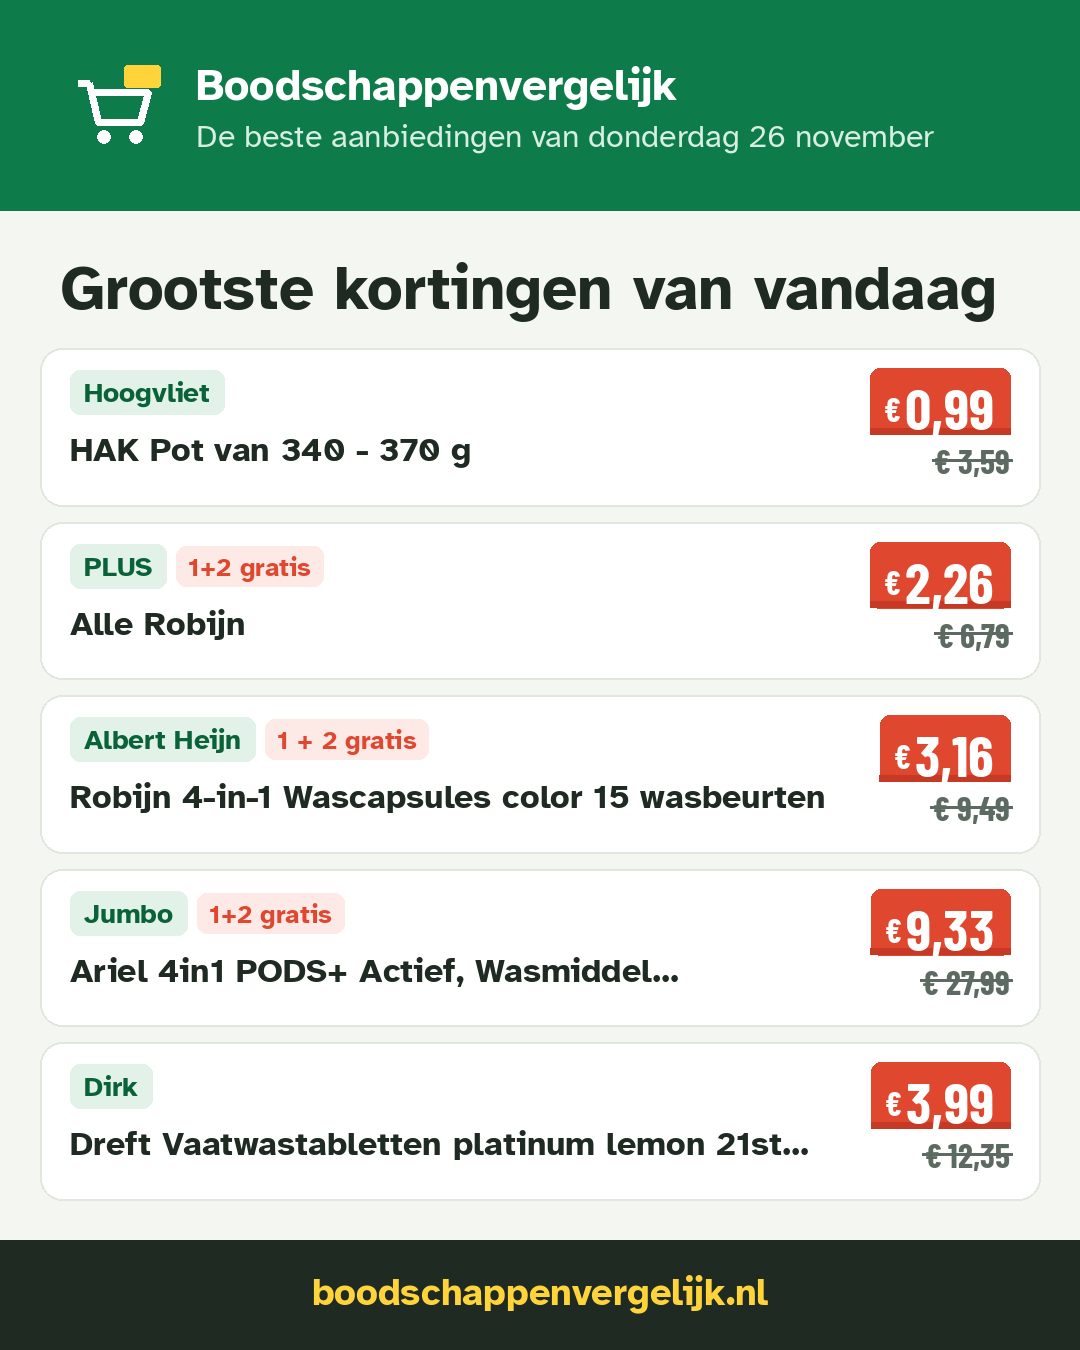 Boodschappenvergelijk
De beste aanbiedingen van donderdag 26 november
Grootste kortingen van vandaag
Hoogvliet
€ 0,99
HAK Pot van 340 - 370 g
€ 3,59
PLUS 1+2 gratis
€ 2,26
Alle Robijn
€ 6,79
Albert Heijn 1 + 2 gratis
€ 3,16
Robijn 4-in-1 Wascapsules color 15 wasbeurten
€ 9,49
Jumbo 1+2 gratis
€ 9,33
Ariel 4in1 PODS+ Actief, Wasmiddel...
€ 27,99
Dirk
€ 3,99
Dreft Vaatwastabletten platinum lemon 21st...
€ 12,35
boodschappenvergelijk.nl